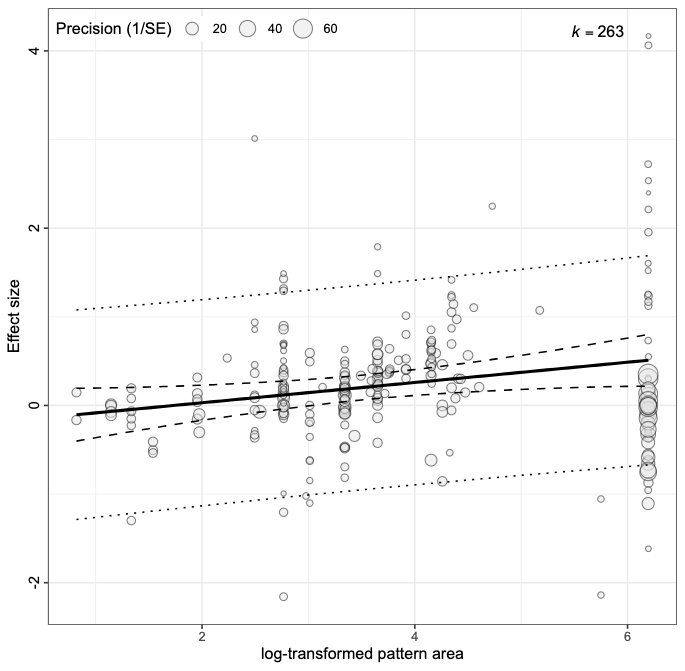 Precision (1/SE) 20 40 60
k = 263
4
2
0
-2
Effect size
2 4 6
log-transformed pattern area